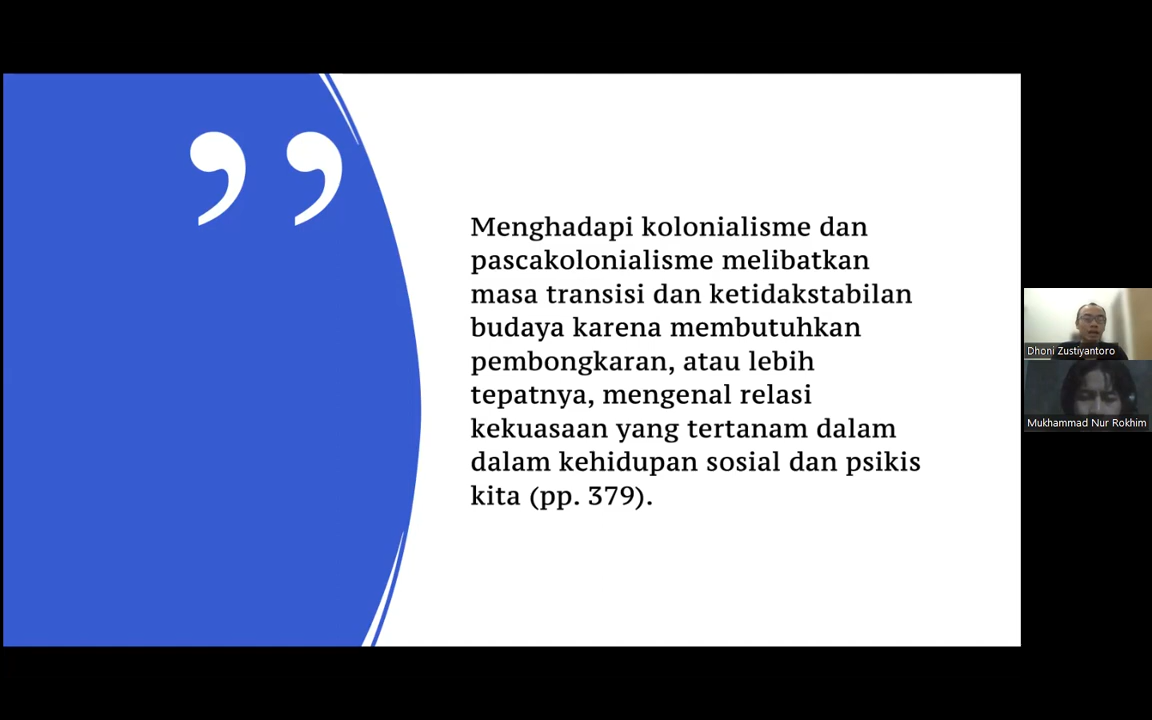 ”
Menghadapi kolonialisme dan
pascakolonialisme melibatkan
masa transisi dan ketidakstabilan
budaya karena membutuhkan
pembongkaran, atau lebih
tepatnya, mengenal relasi
kekuasaan yang tertanam dalam
dalam kehidupan sosial dan psikis
kita (pp. 379).
Dhoni Zustiyantoro
Mukhammad Nur Rokhim